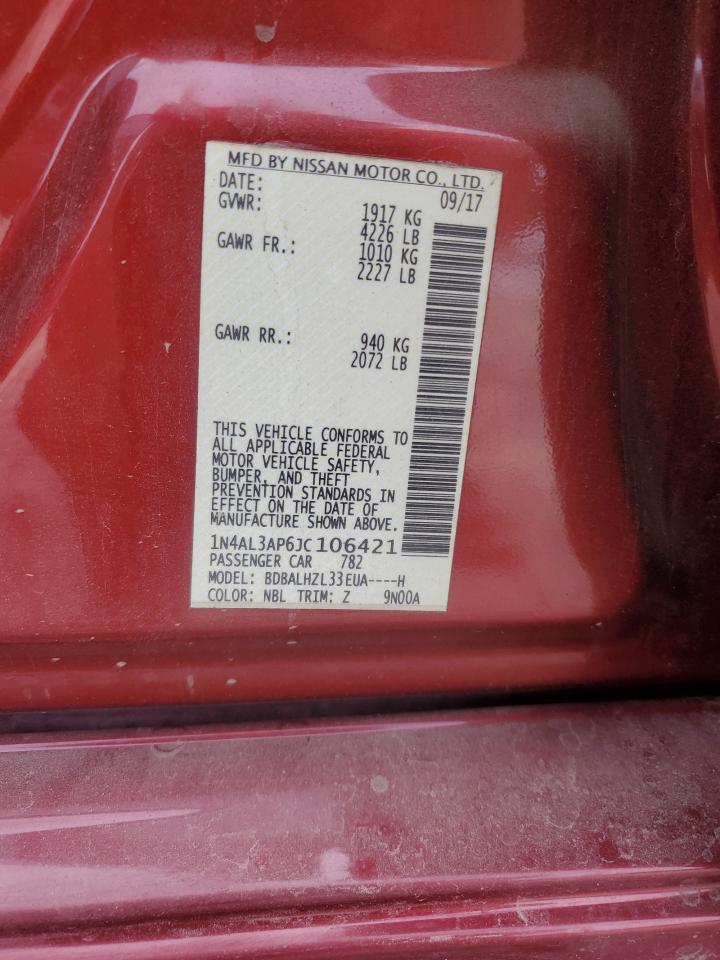 MFD BY NISSAN MOTOR CO., LTD.
DATE: 09/17
GVWR: 1917 KG
4226 LB
GAWR FR.: 1010 KG
2227 LB
GAWR RR.: 940 KG
2072 LB
THIS VEHICLE CONFORMS TO
ALL APPLICABLE FEDERAL
MOTOR VEHICLE SAFETY,
BUMPER, AND THEFT
PREVENTION STANDARDS IN
EFFECT ON THE DATE OF
MANUFACTURE SHOWN ABOVE.
1N4AL3AP6JC106421
PASSENGER CAR 782
MODEL: BDBALHZL33EUA----H
COLOR: NBL TRIM: Z 9N00A